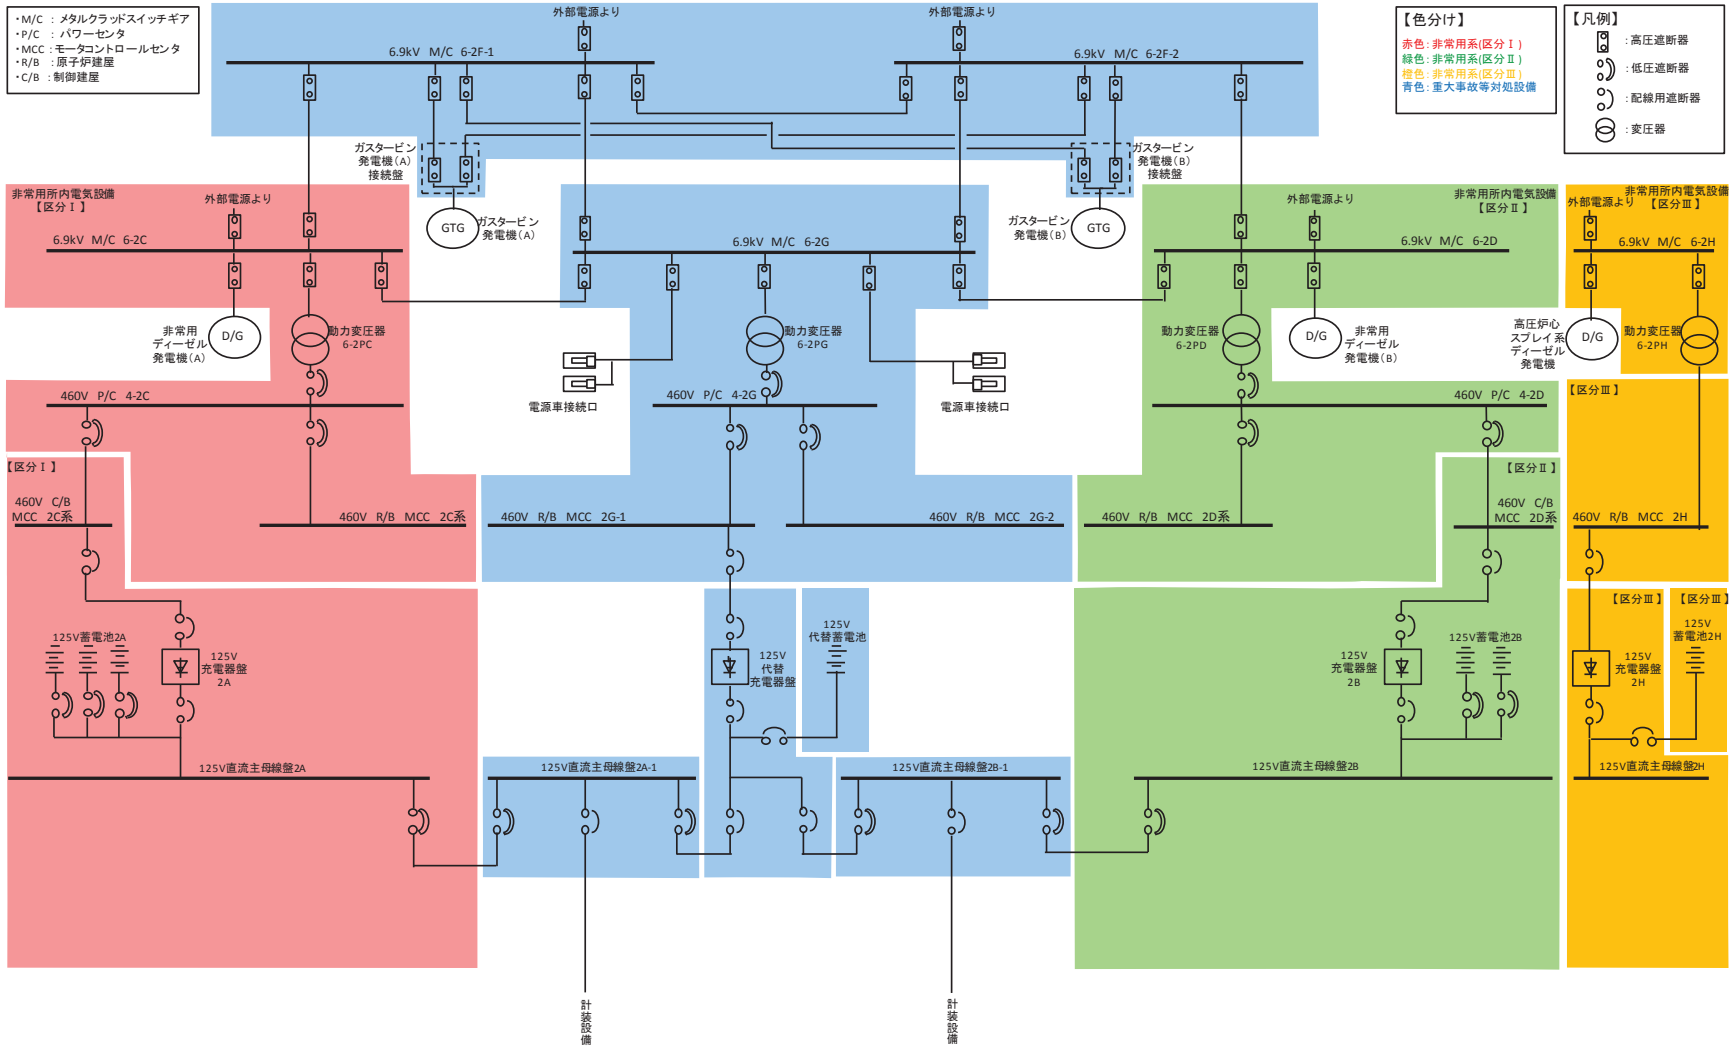 ・M/C : メタルクラッドスイッチギア
・P/C : パワーセンタ
・MCC : モータコントロールセンタ
・R/B : 原子炉建屋
・C/B : 制御建屋
外部電源より
外部電源より
【色分け】
赤色:非常用系(区分Ⅰ)
緑色:非常用系(区分Ⅱ)
橙色:非常用系(区分Ⅲ)
青色:重大事故等対処設備
【凡例】
:高圧遮断器
:低圧遮断器
:配線用遮断器
:変圧器
6.9kV M/C 6-2F-1
6.9kV M/C 6-2F-2
ガスタービン
発電機(A)
接続盤
ガスタービン
発電機(B)
接続盤
非常用所内電気設備
【区分Ⅰ】
外部電源より
GTG
ガスタービン
発電機(A)
ガスタービン
発電機(B)
GTG
外部電源より
非常用所内電気設備
【区分Ⅱ】
非常用所内電気設備
【区分Ⅲ】
外部電源より
6.9kV M/C 6-2C
6.9kV M/C 6-2G
6.9kV M/C 6-2D
6.9kV M/C 6-2H
非常用
ディーゼル
発電機(A)
D/G
動力変圧器
6-2PC
動力変圧器
6-2PG
動力変圧器
6-2PD
D/G
非常用
ディーゼル
発電機(B)
高圧炉心
スプレイ系
ディーゼル
発電機
D/G
動力変圧器
6-2PH
460V P/C 4-2C
電源車接続口
460V P/C 4-2G
電源車接続口
460V P/C 4-2D
【区分Ⅲ】
【区分Ⅰ】
【区分Ⅱ】
460V C/B
MCC 2C系
460V R/B MCC 2C系
460V R/B MCC 2G-1
460V R/B MCC 2G-2
460V R/B MCC 2D系
460V C/B
MCC 2D系
460V R/B MCC 2H
【区分Ⅲ】
【区分Ⅲ】
125V蓄電池2A
125V
充電器盤
2A
125V
代替
充電器盤
125V
代替蓄電池
125V
充電器盤
2B
125V蓄電池2B
125V
充電器盤
2H
125V
蓄電池2H
125V直流主母線盤2A
125V直流主母線盤2A-1
125V直流主母線盤2B-1
125V直流主母線盤2B
125V直流主母線盤2H
計装設備
計装設備